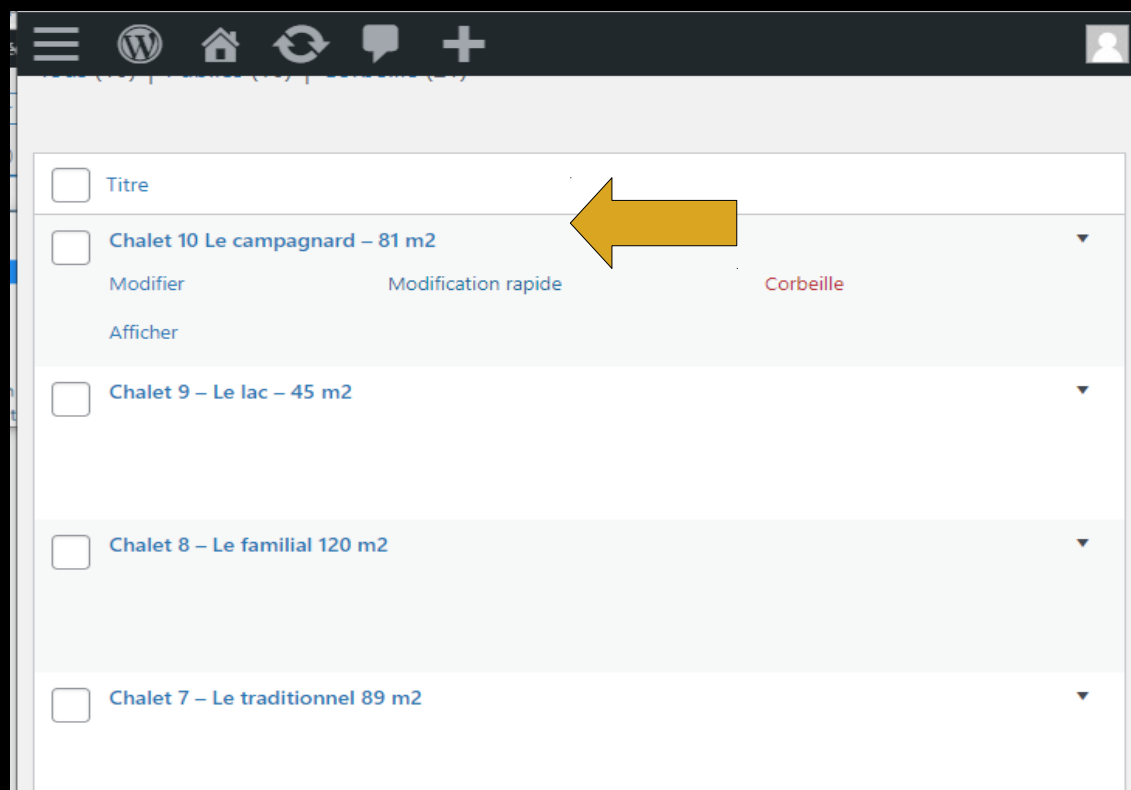 Titre
Chalet 10 Le campagnard – 81 m2
Modifier Modification rapide Corbeille
Afficher
Chalet 9 – Le lac – 45 m2
Chalet 8 – Le familial 120 m2
Chalet 7 – Le traditionnel 89 m2